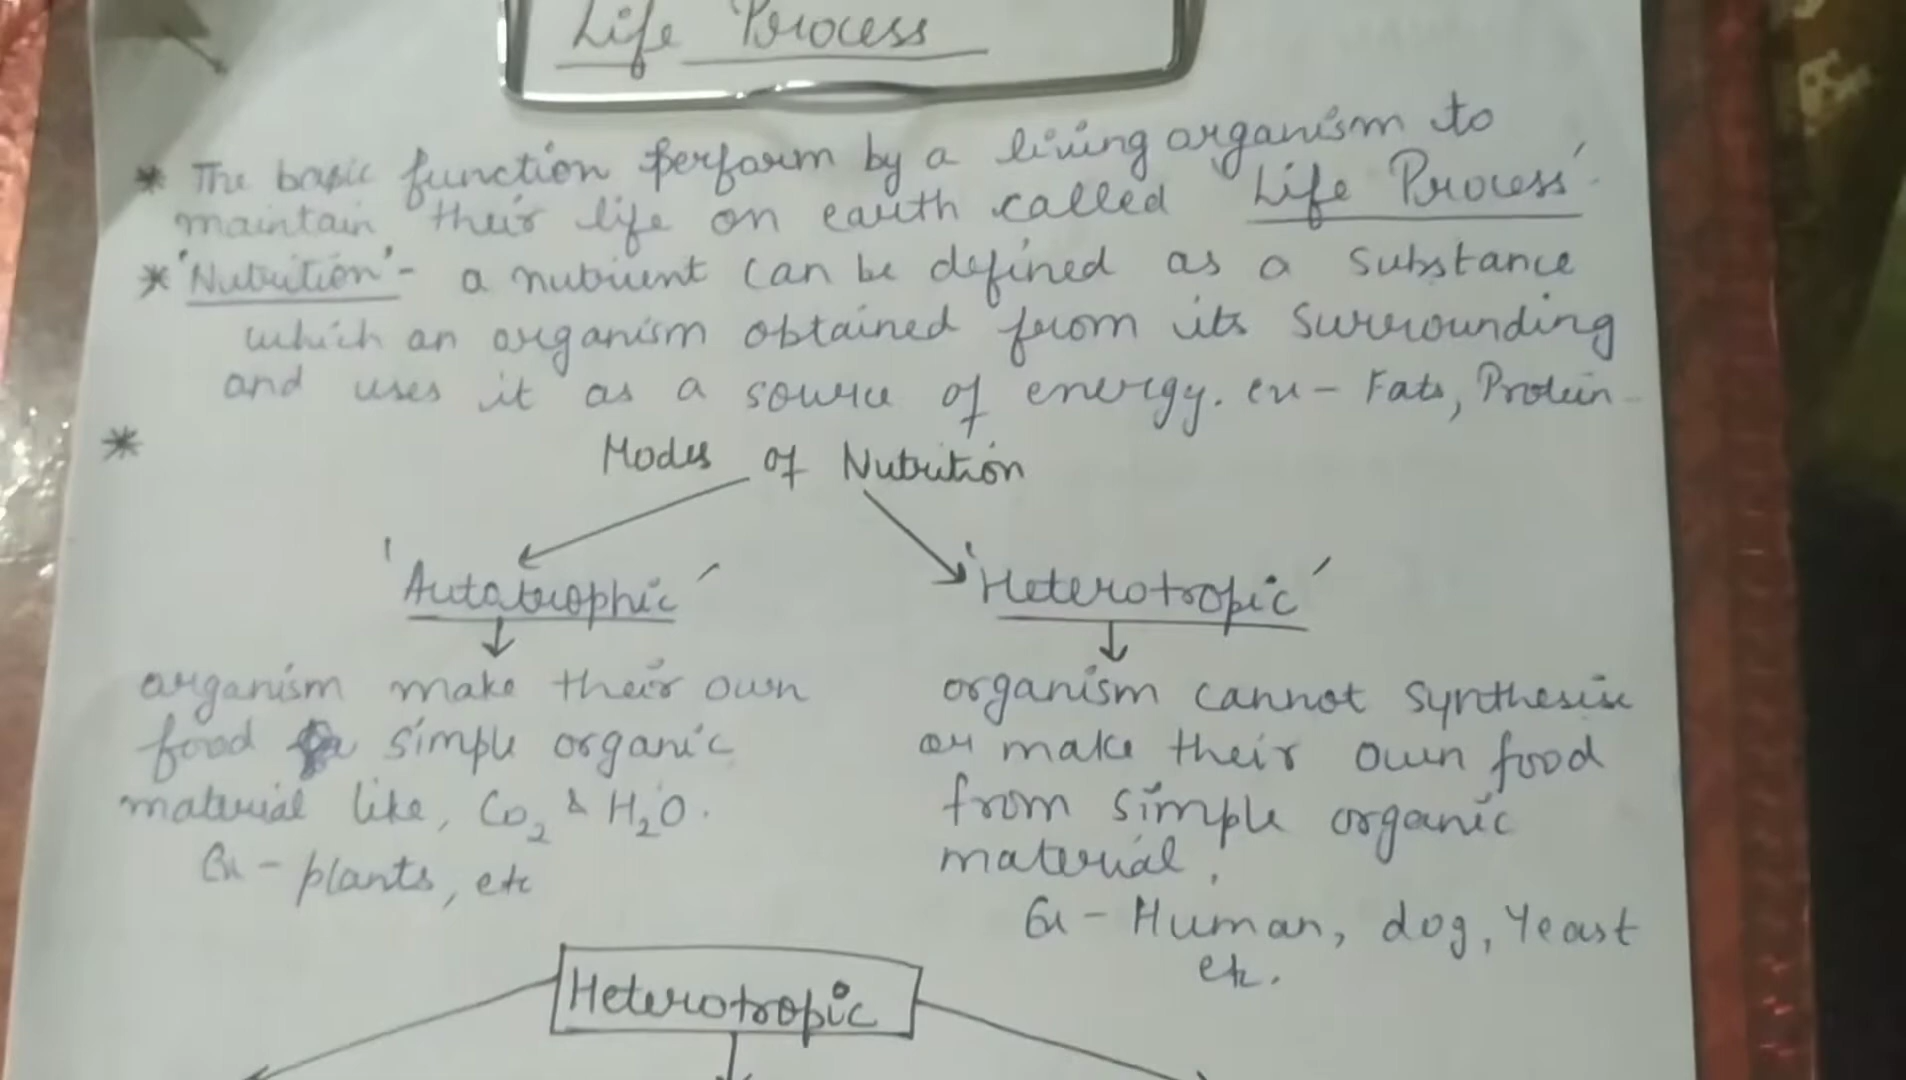 Life Process
* The basic function perform by a living organism to
maintain their life on earth called 'Life Process'.
* 'Nutrition' - a nutrient can be defined as a substance
which an organism obtained from its surrounding
and uses it as a source of energy. ex - Fats, Protein
*
Modes of Nutrition
'Autotrophic' 'Heterotropic'
organism make their own
food simple organic
material like, CO2 & H2O.
Ex - plants, etc
organism cannot synthesise
or make their own food
from simple organic
material.
Ex - Human, dog, Yeast
etc.
Heterotropic